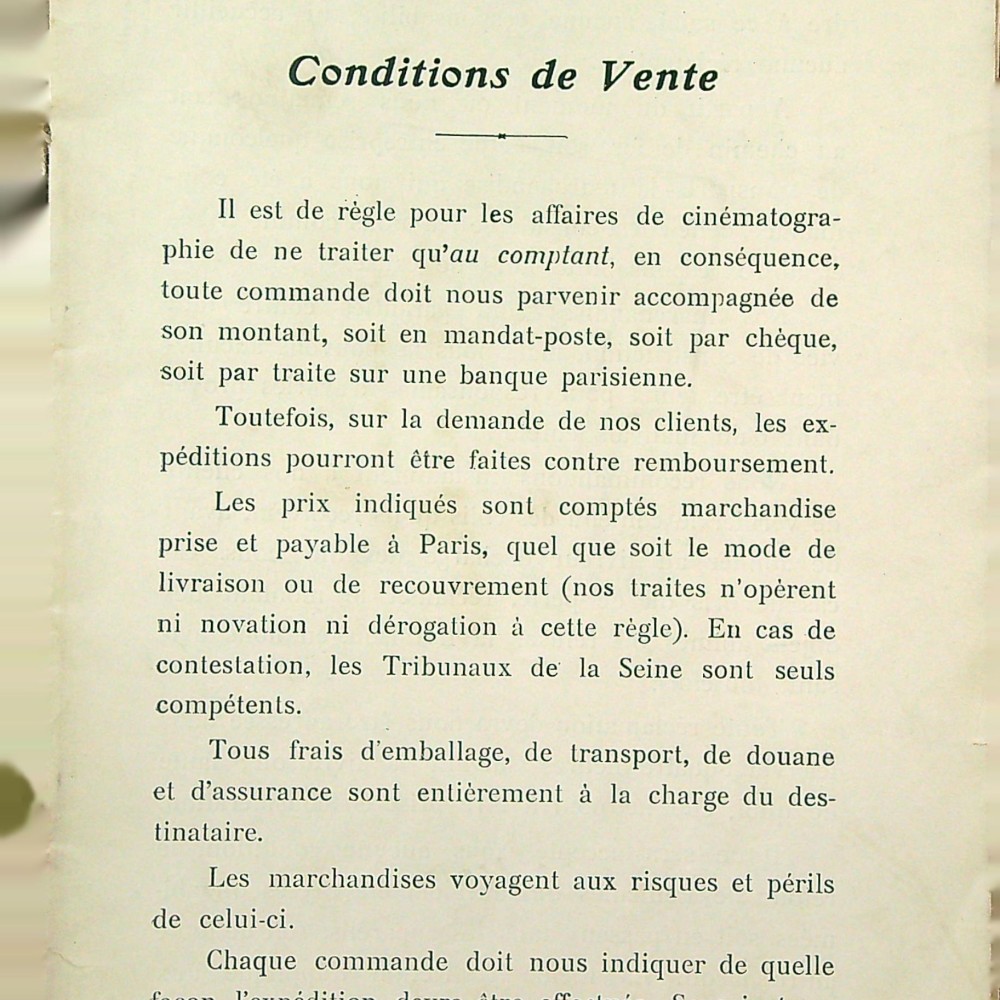 Conditions de Vente
Il est de règle pour les affaires de cinématogra-
phie de ne traiter qu'au comptant, en conséquence,
toute commande doit nous parvenir accompagnée de
son montant, soit en mandat-poste, soit par chèque,
soit par traite sur une banque parisienne.
Toutefois, sur la demande de nos clients, les ex-
péditions pourront être faites contre remboursement.
Les prix indiqués sont comptés marchandise
prise et payable à Paris, quel que soit le mode de
livraison ou de recouvrement (nos traites n'opèrent
ni novation ni dérogation à cette règle). En cas de
contestation, les Tribunaux de la Seine sont seuls
compétents.
Tous frais d'emballage, de transport, de douane
et d'assurance sont entièrement à la charge du des-
tinataire.
Les marchandises voyagent aux risques et périls
de celui-ci.
Chaque commande doit nous indiquer de quelle
façon l'expédition devra être